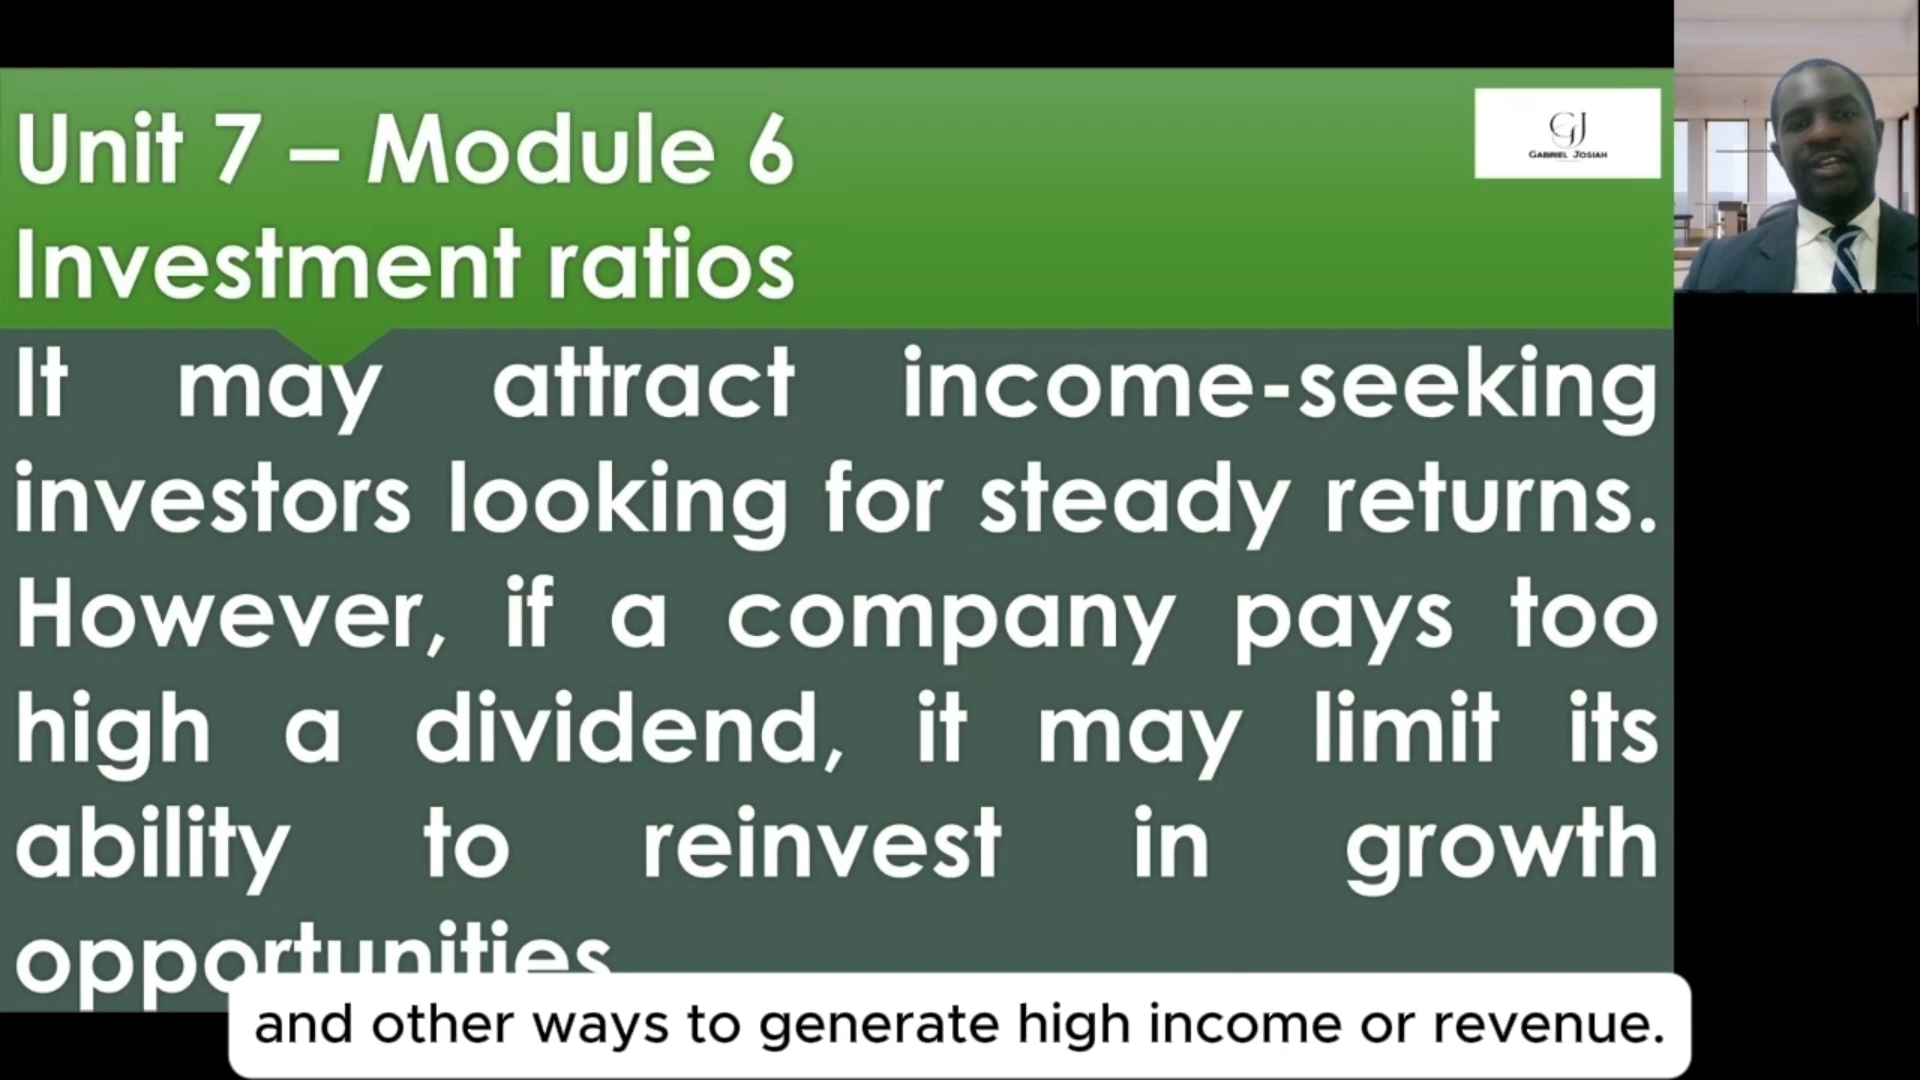 Unit 7 – Module 6
Investment ratios
GJ
GABRIEL JOSIAH
It may attract income-seeking
investors looking for steady returns.
However, if a company pays too
high a dividend, it may limit its
ability to reinvest in growth
opportunities
and other ways to generate high income or revenue.